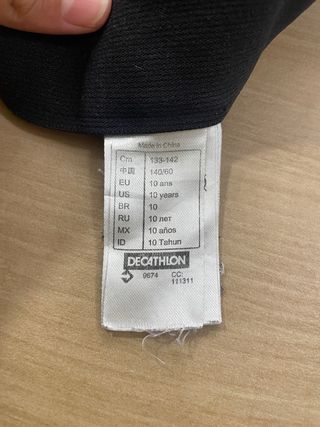 Made in China
Cm 133-142
中国 140/60
EU 10 ans
US 10 years
BR 10
RU 10 лет
MX 10 años
ID 10 Tahun
DECATHLON
9674 CC:
111311